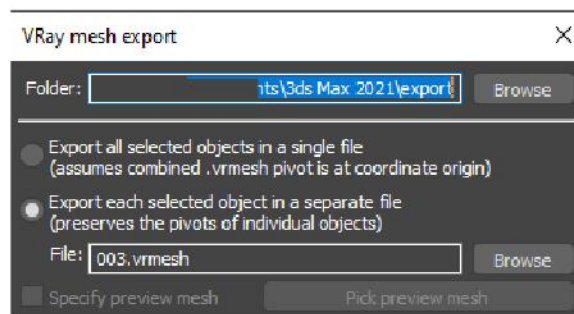 VRay mesh export
Folder: nts\3ds Max 2021\export Browse
Export all selected objects in a single file
(assumes combined .vrmesh pivot is at coordinate origin)
Export each selected object in a separate file
(preserves the pivots of individual objects)
File: 003.vrmesh Browse
Specify preview mesh Pick preview mesh